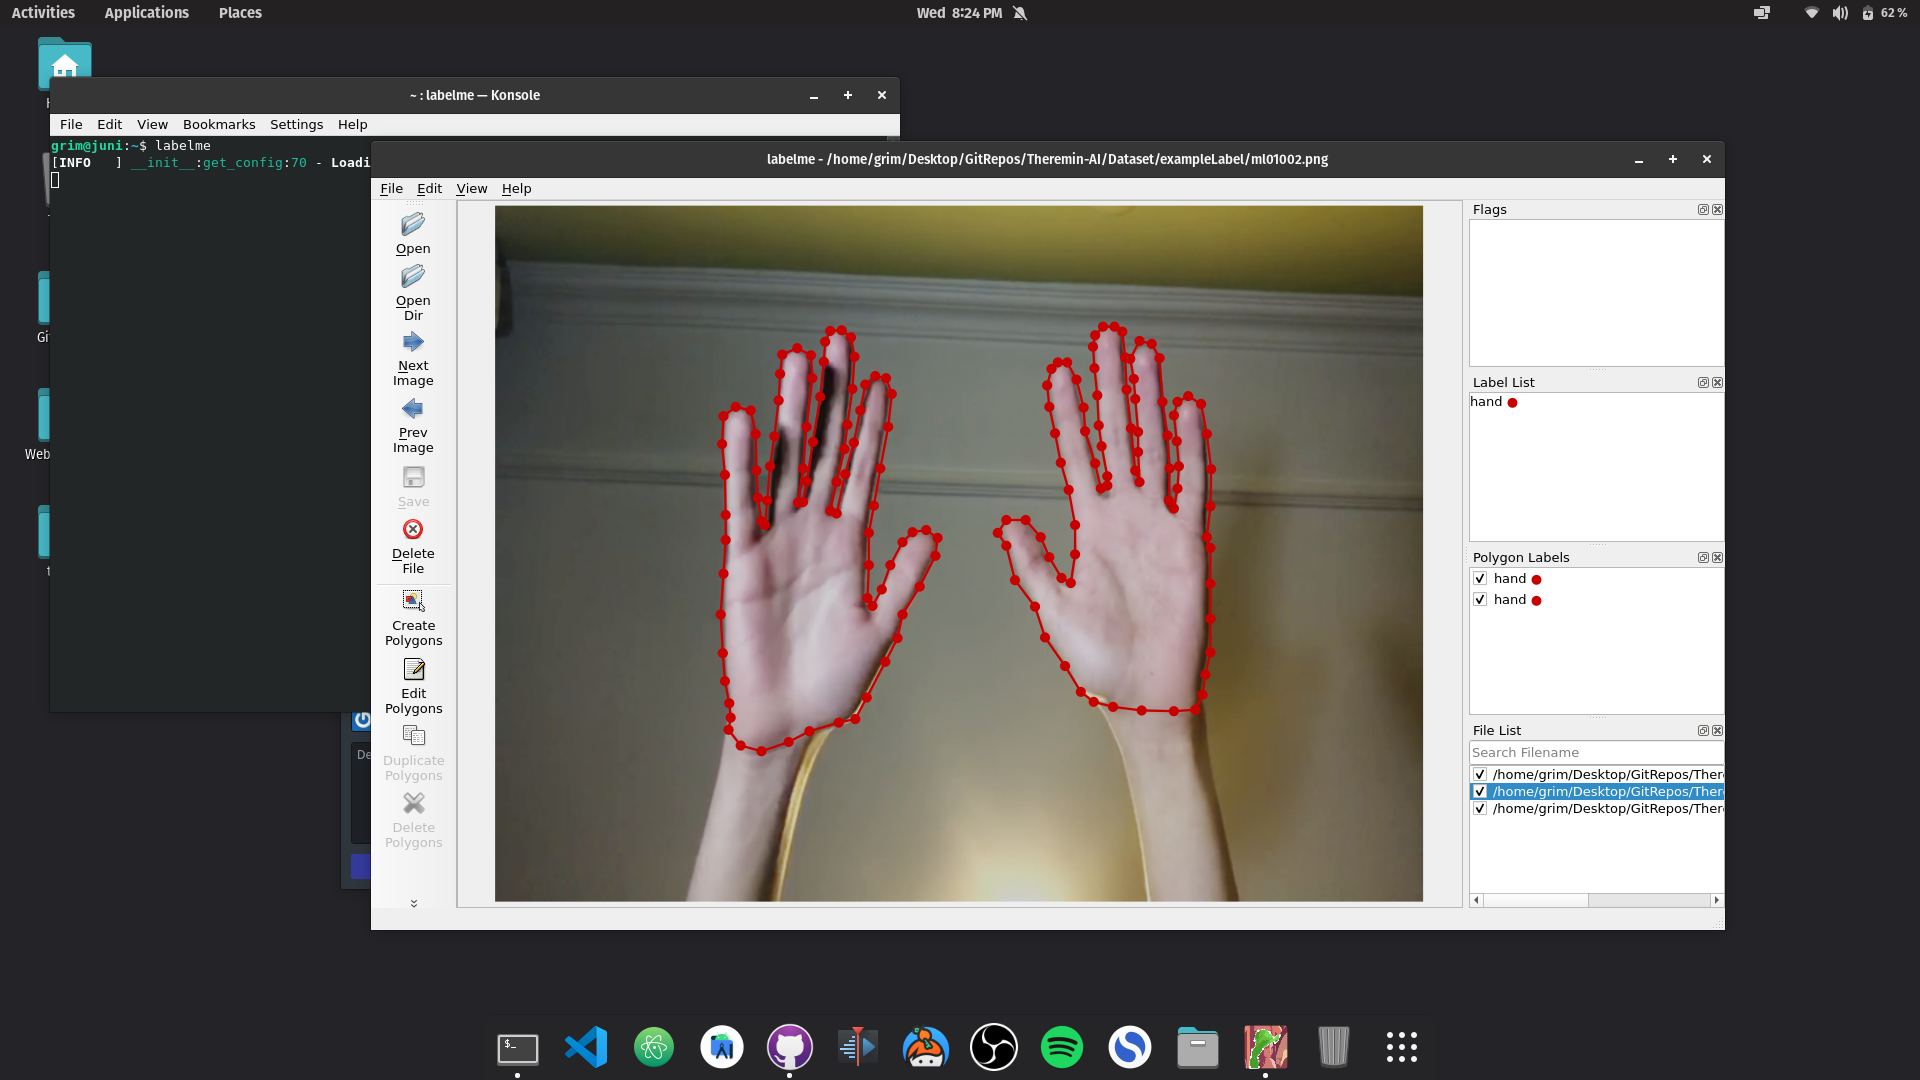 Activities Applications Places Wed 8:24 PM 62 %
~ : labelme — Konsole
File Edit View Bookmarks Settings Help
grim@juni:~$ labelme
[INFO   ] __init__:get_config:70 - Loadi
labelme - /home/grim/Desktop/GitRepos/Theremin-AI/Dataset/exampleLabel/ml01002.png
File Edit View Help
Open
Open
Dir
Next
Image
Prev
Image
Save
Delete
File
Create
Polygons
Edit
Polygons
Duplicate
Polygons
Delete
Polygons
Flags
Label List
hand
Polygon Labels
hand
hand
File List
Search Filename
/home/grim/Desktop/GitRepos/Ther
/home/grim/Desktop/GitRepos/Ther
/home/grim/Desktop/GitRepos/Ther
Gi
Web
De
$_